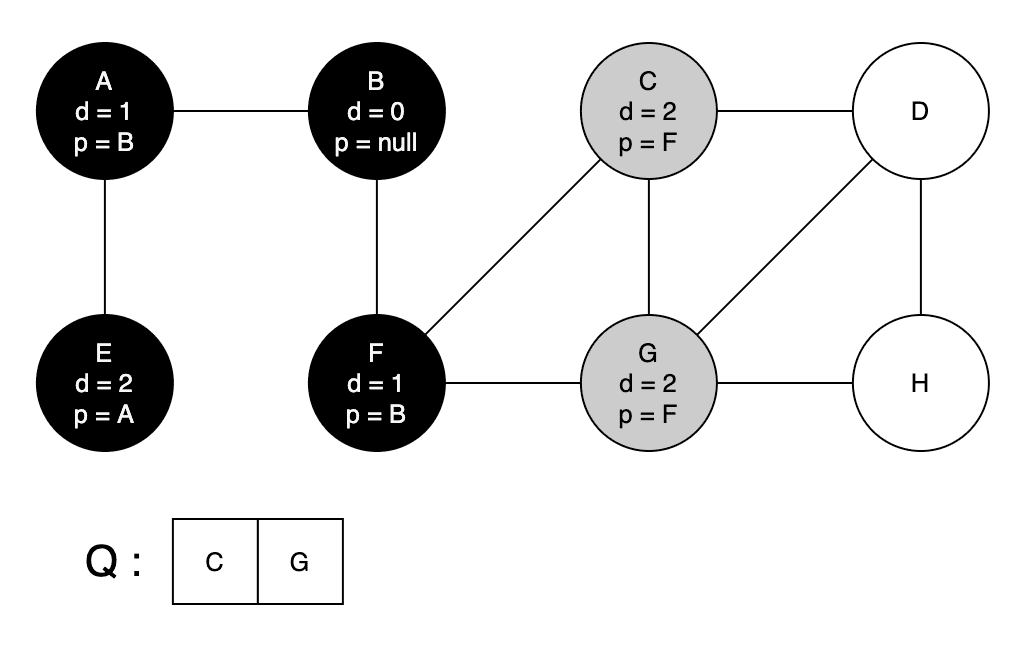 A
d = 1
p = B
B
d = 0
p = null
C
d = 2
p = F
D
E
d = 2
p = A
F
d = 1
p = B
G
d = 2
p = F
H
Q : C G